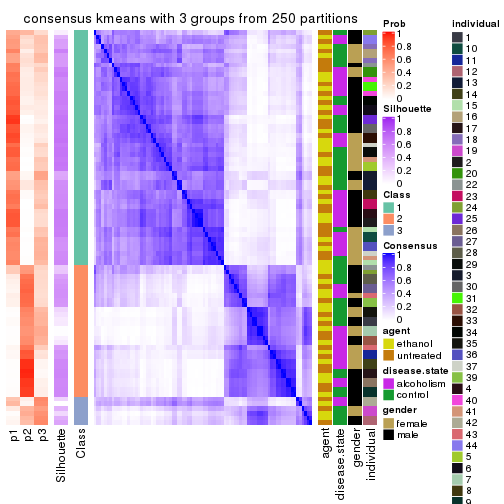 consensus kmeans with 3 groups from 250 partitions
p1
p2
p3
Silhouette
Class
agent
disease.state
gender
individual
Prob
1
0.8
0.6
0.4
0.2
0
Silhouette
1
0.8
0.6
0.4
0.2
0
Class
1
2
3
Consensus
1
0.8
0.6
0.4
0.2
0
agent
ethanol
untreated
disease.state
alcoholism
control
gender
female
male
individual
1
10
11
12
13
14
15
16
17
18
19
2
20
22
23
24
25
26
27
28
29
3
30
31
32
33
34
35
36
37
39
4
40
41
42
43
44
5
6
7
8
9